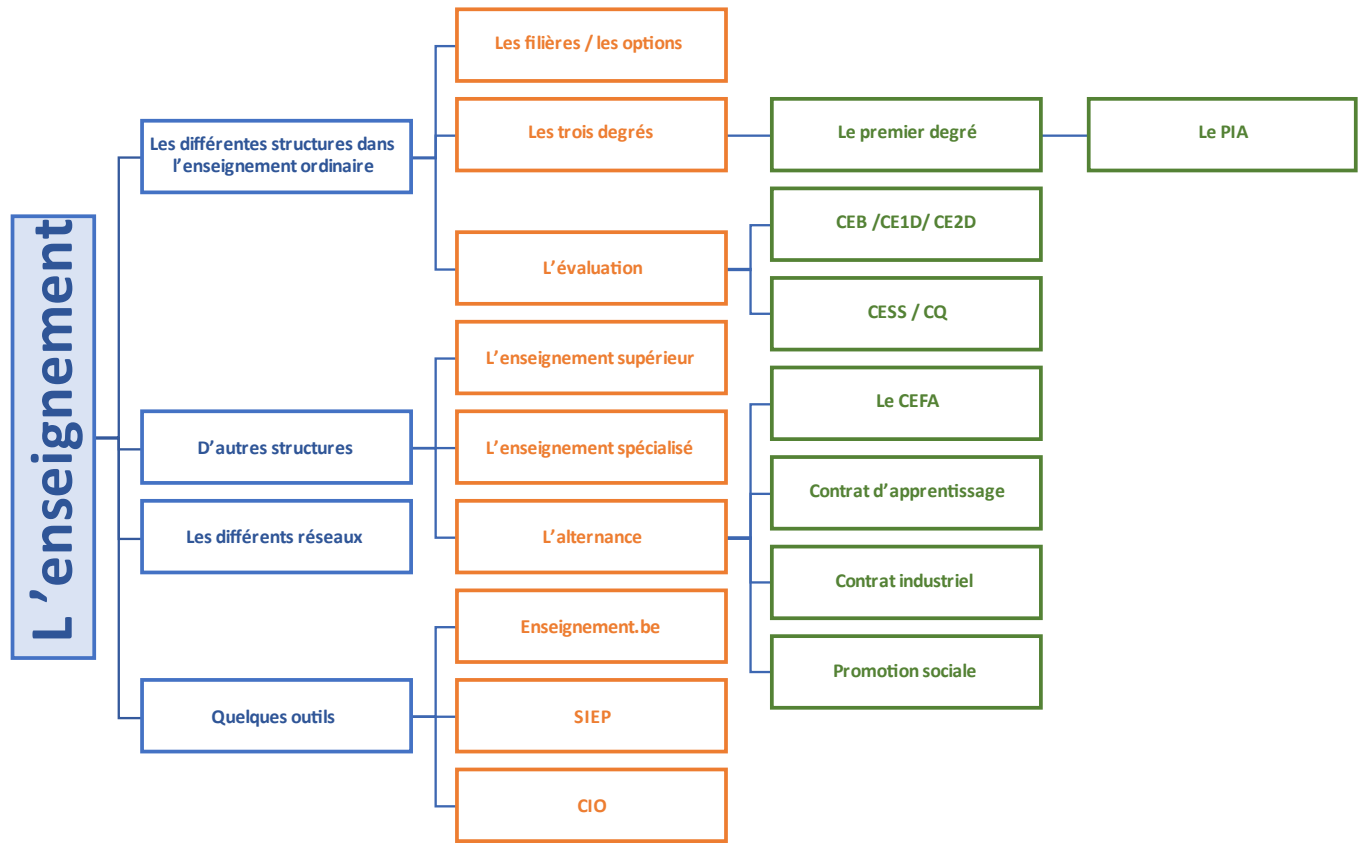 L 'enseignement
Les différentes structures dans
l'enseignement ordinaire
Les filières / les options
Les trois degrés
Le premier degré
Le PIA
L'évaluation
CEB /CE1D/ CE2D
CESS / CQ
D'autres structures
L'enseignement supérieur
L'enseignement spécialisé
L'alternance
Le CEFA
Contrat d'apprentissage
Contrat industriel
Promotion sociale
Les différents réseaux
Quelques outils
Enseignement.be
SIEP
CIO